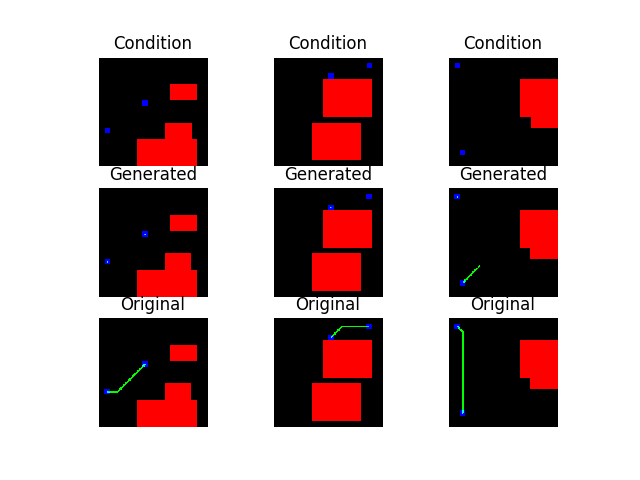 Condition Condition Condition
Generated Generated Generated
Original Original Original